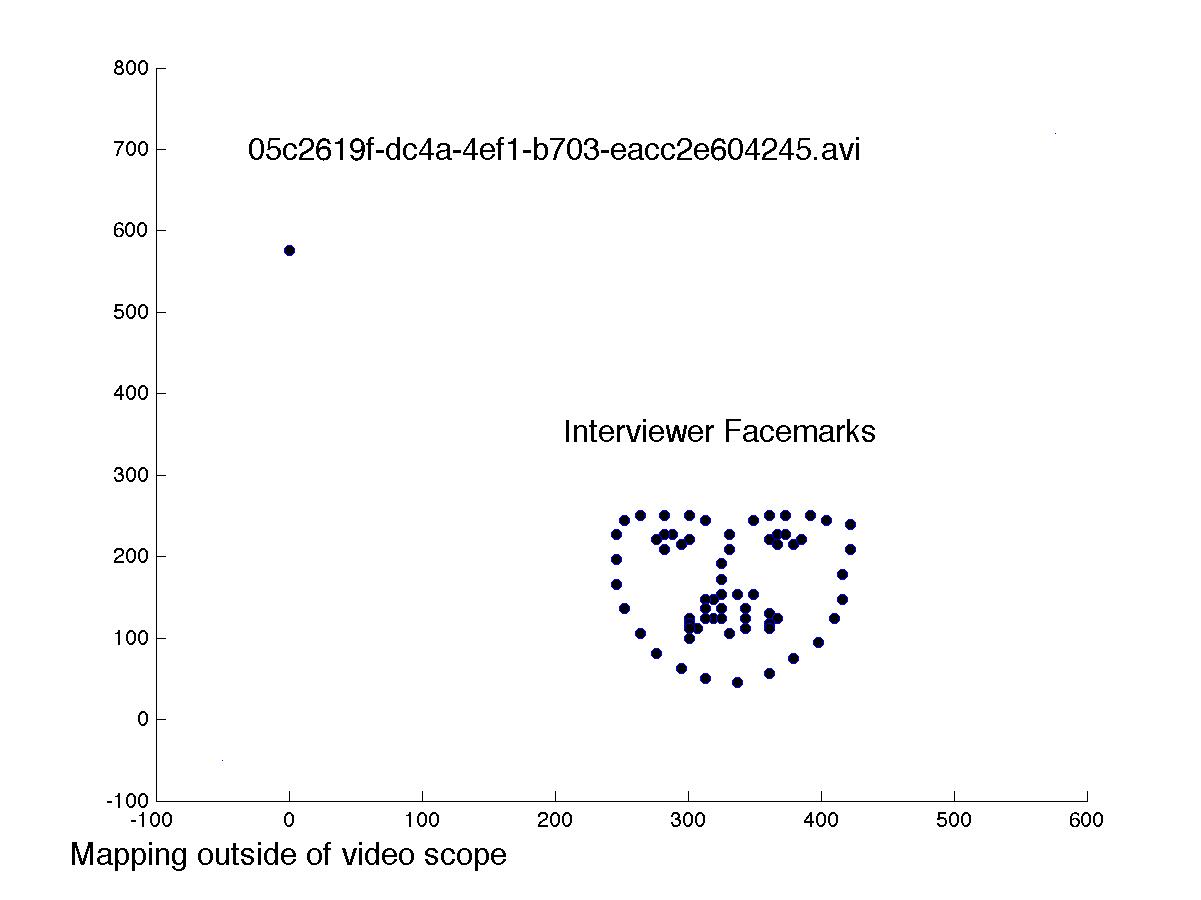 800
700
05c2619f-dc4a-4ef1-b703-eacc2e604245.avi
600
500
400
Interviewer Facemarks
300
200
100
0
-100
-100 0 100 200 300 400 500 600
Mapping outside of video scope